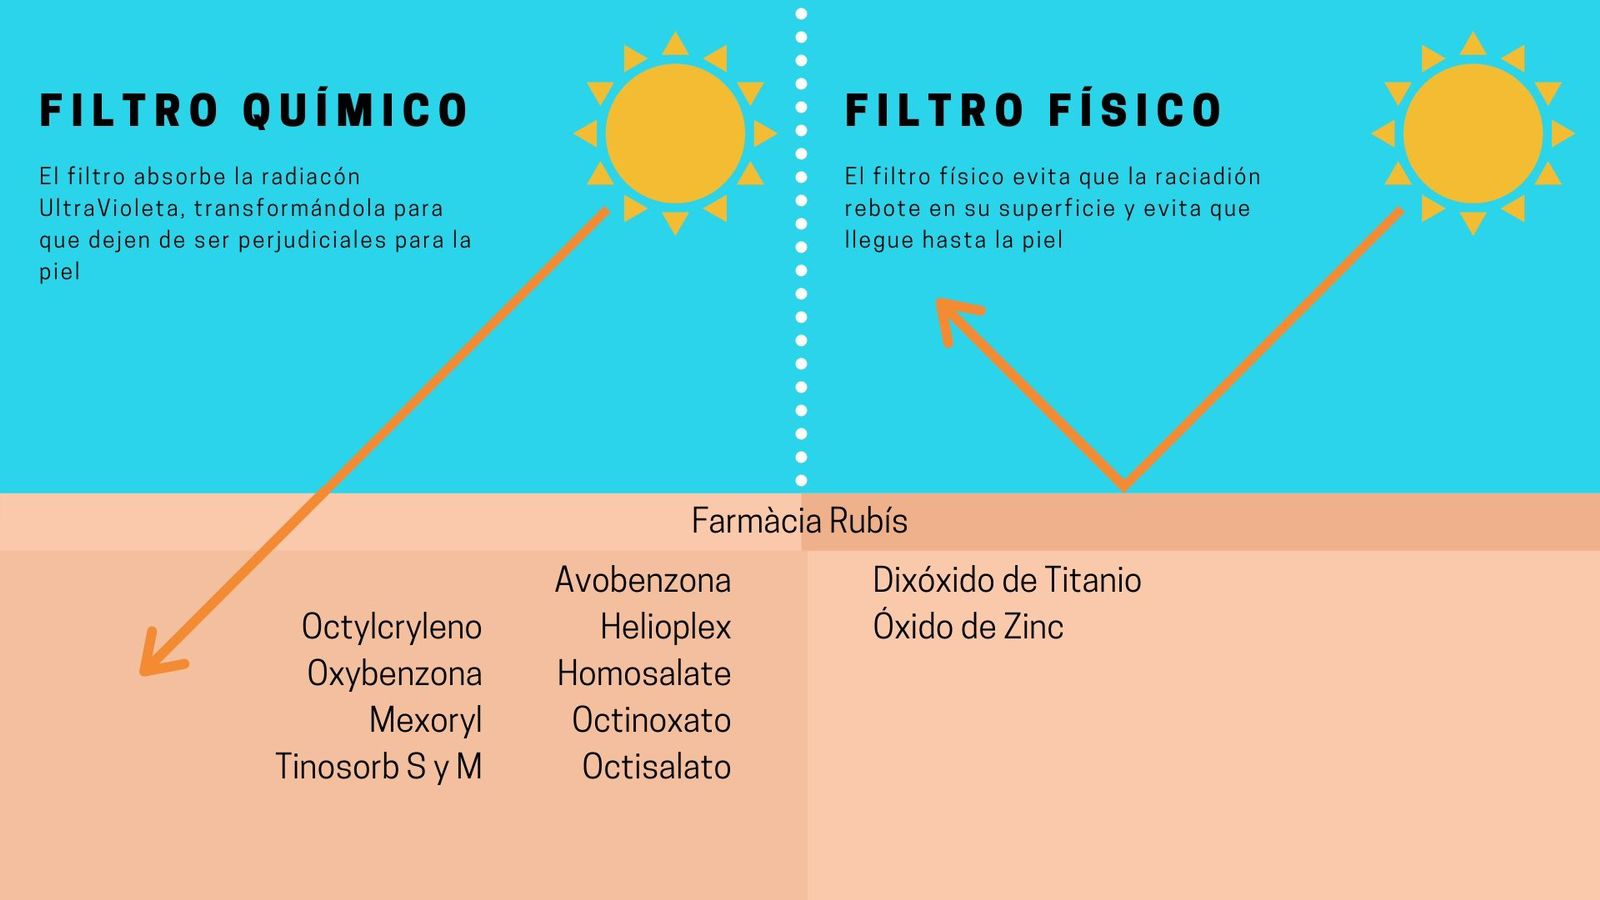 FILTRO QUÍMICO
El filtro absorbe la radiacón
UltraVioleta, transformándola para
que dejen de ser perjudiciales para la
piel
FILTRO FÍSICO
El filtro físico evita que la raciadión
rebote en su superficie y evita que
llegue hasta la piel
Farmàcia Rubís
Octylcryleno
Oxybenzona
Mexoryl
Tinosorb S y M
Avobenzona
Helioplex
Homosalate
Octinoxato
Octisalato
Dixóxido de Titanio
Óxido de Zinc